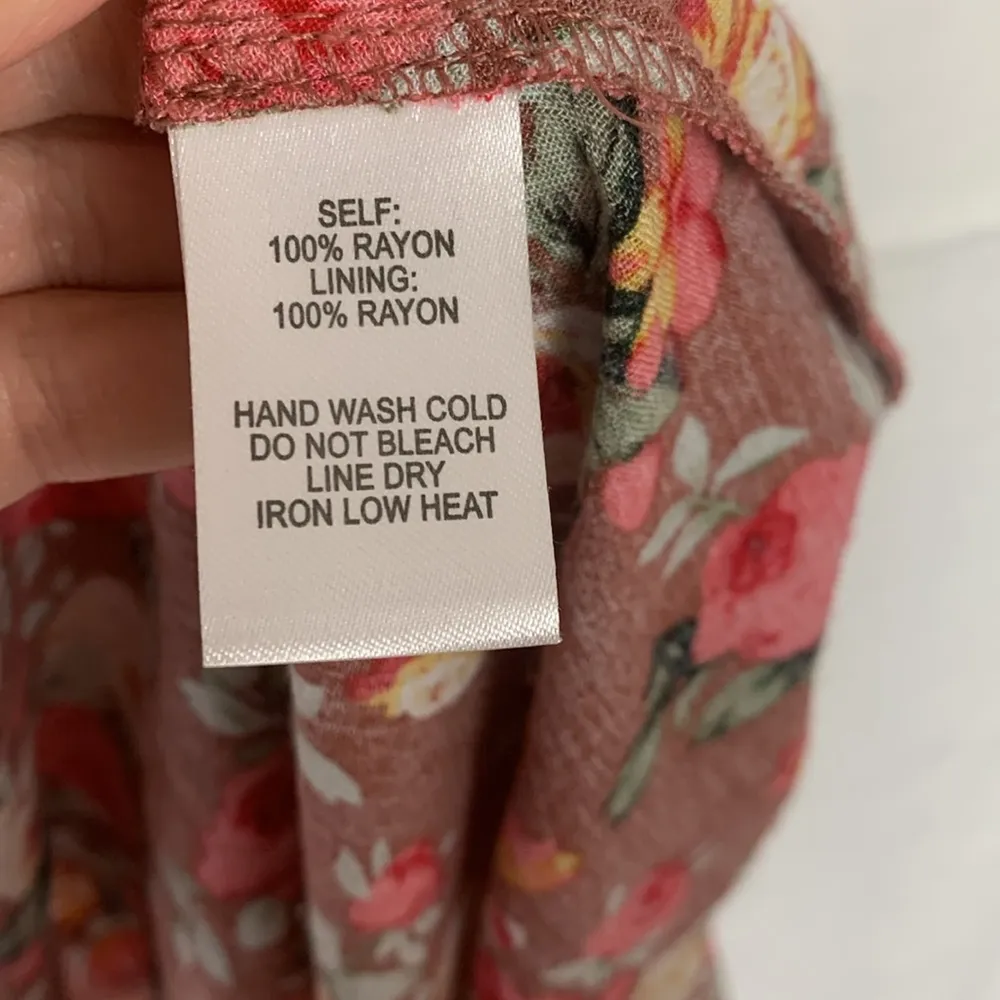 SELF:
100% RAYON
LINING:
100% RAYON
HAND WASH COLD
DO NOT BLEACH
LINE DRY
IRON LOW HEAT